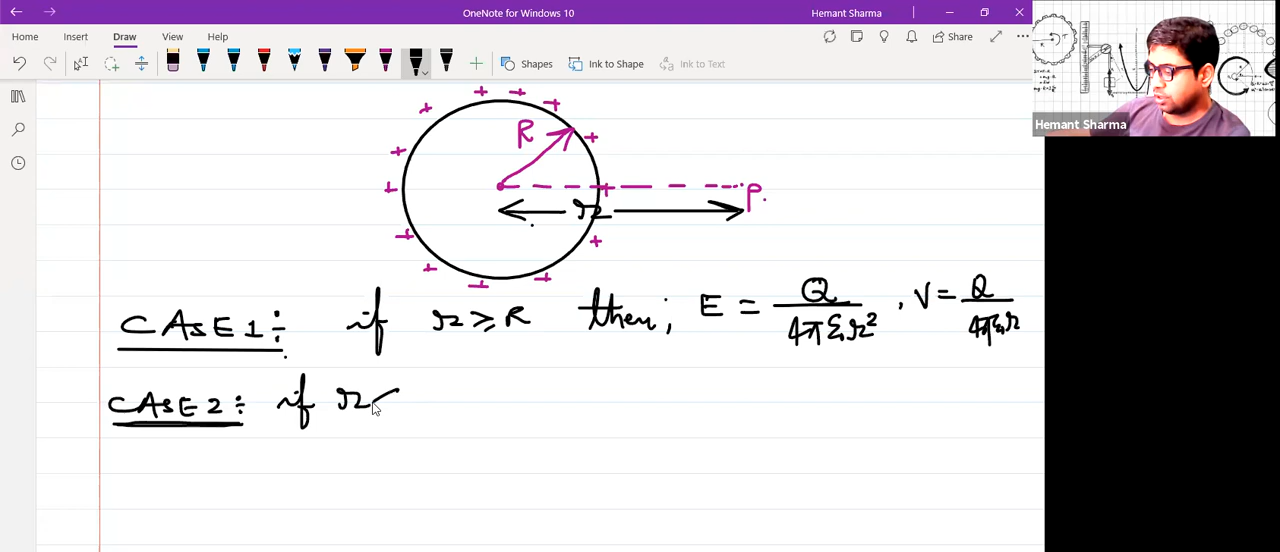 OneNote for Windows 10
Hemant Sharma
Home Insert Draw View Help
Share
Shapes Ink to Shape Ink to Text
Hemant Sharma
+ + + + + + + + + + + + + +
R
P.
r
CASE 1 : if r ≥ R then ; E = Q / 4πε₀r² , V = Q / 4πε₀r
CASE 2 : if r <